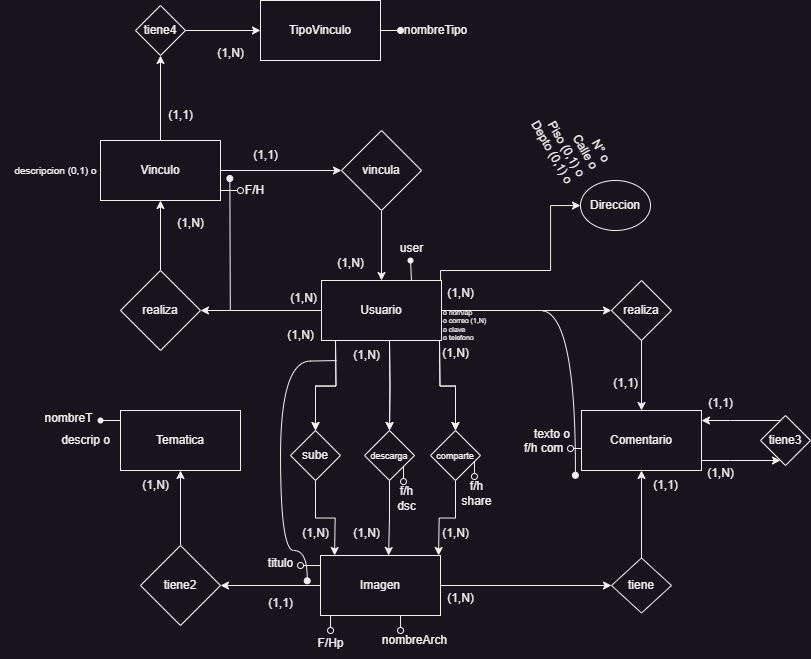 tiene4
TipoVinculo
nombreTipo
(1,N)
(1,1)
descripcion (0,1) o
Vinculo
(1,1)
vincula
F/H
Nº o
Calle o
Piso (0,1) o
Depto (0,1) o
Direccion
(1,N)
(1,N)
user
realiza
(1,N)
Usuario
(1,N)
o nom/ap
o correo (1,N)
o clave
o telefono
realiza
(1,N)
(1,N)
(1,N)
(1,1)
(1,1)
nombreT
descrip o
Tematica
sube
descarga
comparte
texto o
f/h com
Comentario
tiene3
(1,N)
(1,N)
f/h
dsc
f/h
share
(1,1)
(1,N)
(1,N)
(1,N)
titulo
tiene2
Imagen
tiene
(1,1)
(1,N)
F/Hp
nombreArch